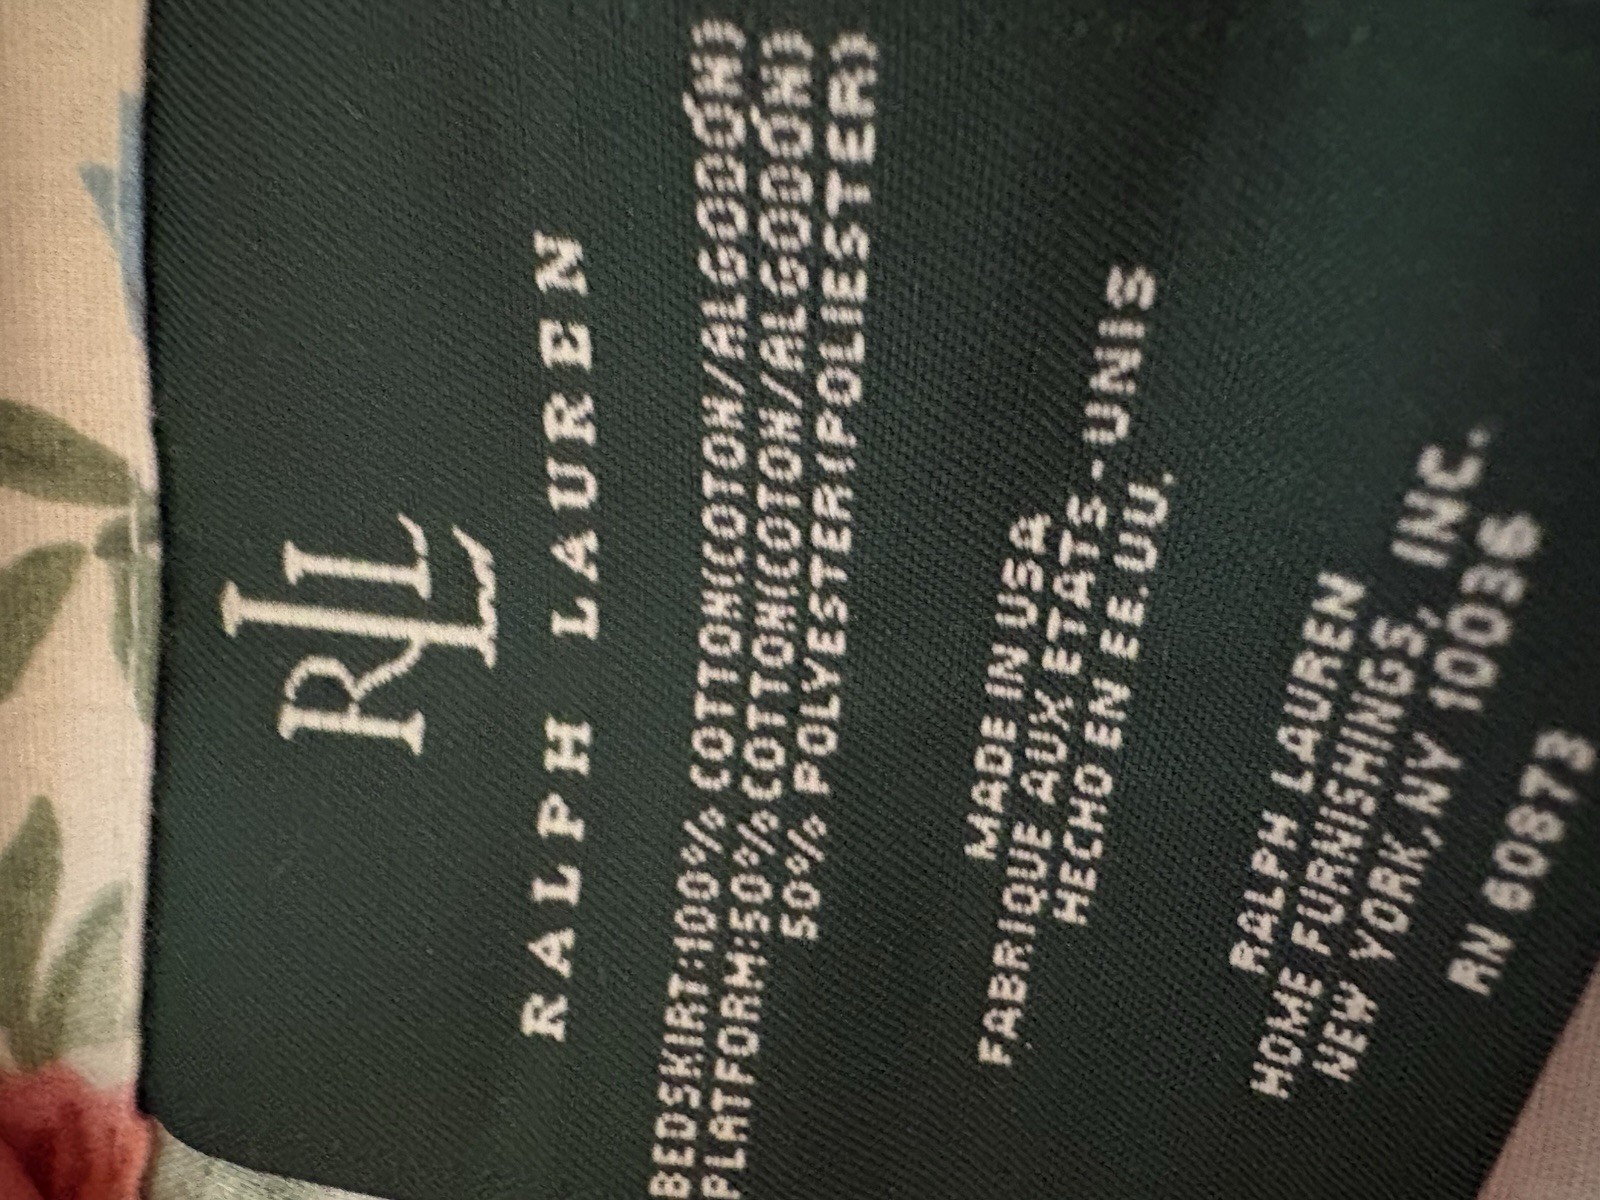 RLL
RALPH LAUREN
BEDSKIRT:100% COTTON(COTON/ALGODÓN)
PLATFORM:50% COTTON(COTON/ALGODÓN)
50% POLYESTER(POLIESTER)
MADE IN USA
FABRIQUE AUX ETATS-UNIS
HECHO EN EE.UU.
RALPH LAUREN
HOME FURNISHINGS, INC.
NEW YORK, NY 10036
RN 60873